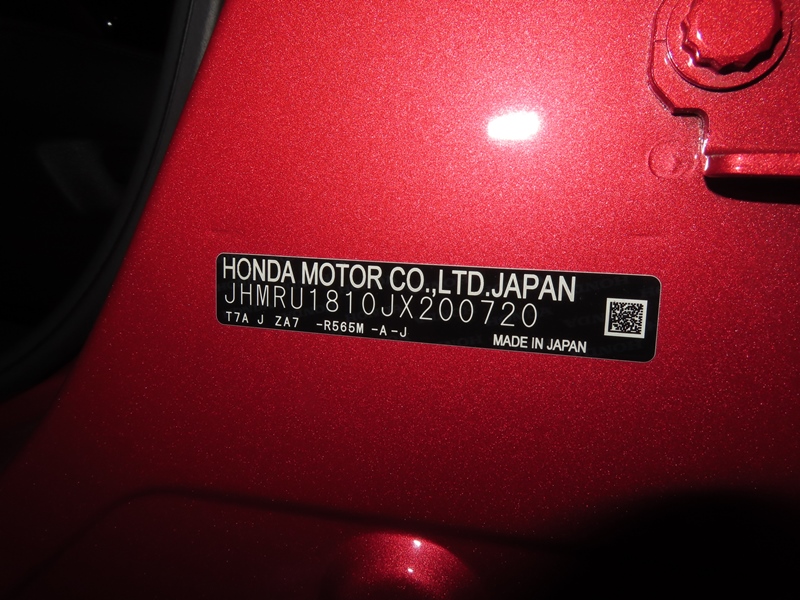 HONDA MOTOR CO.,LTD.JAPAN
JHMRU1810JX200720
T7A J ZA7 -R565M -A-J
MADE IN JAPAN